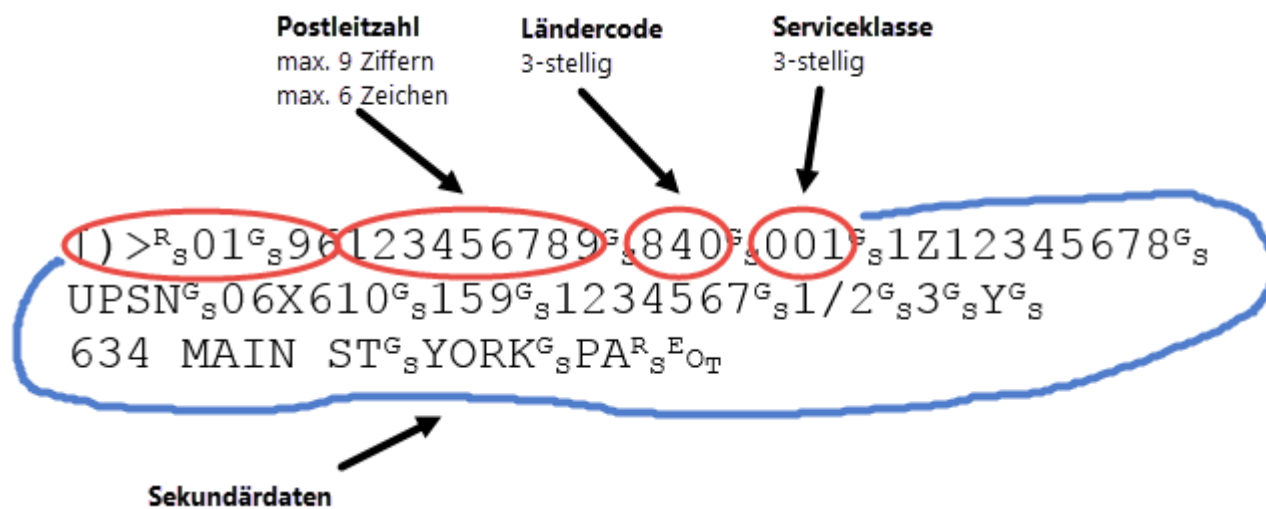 Postleitzahl
max. 9 Ziffern
max. 6 Zeichen
Ländercode
3-stellig
Serviceklasse
3-stellig
[)>ᴿs01ᴳs96123456789ᴳs840ᴳs001ᴳs1Z12345678ᴳs
UPSNᴳs06X610ᴳs159ᴳs1234567ᴳs1/2ᴳs3ᴳsYᴳs
634 MAIN STᴳsYORKᴳsPAᴿsᴱOT
Sekundärdaten